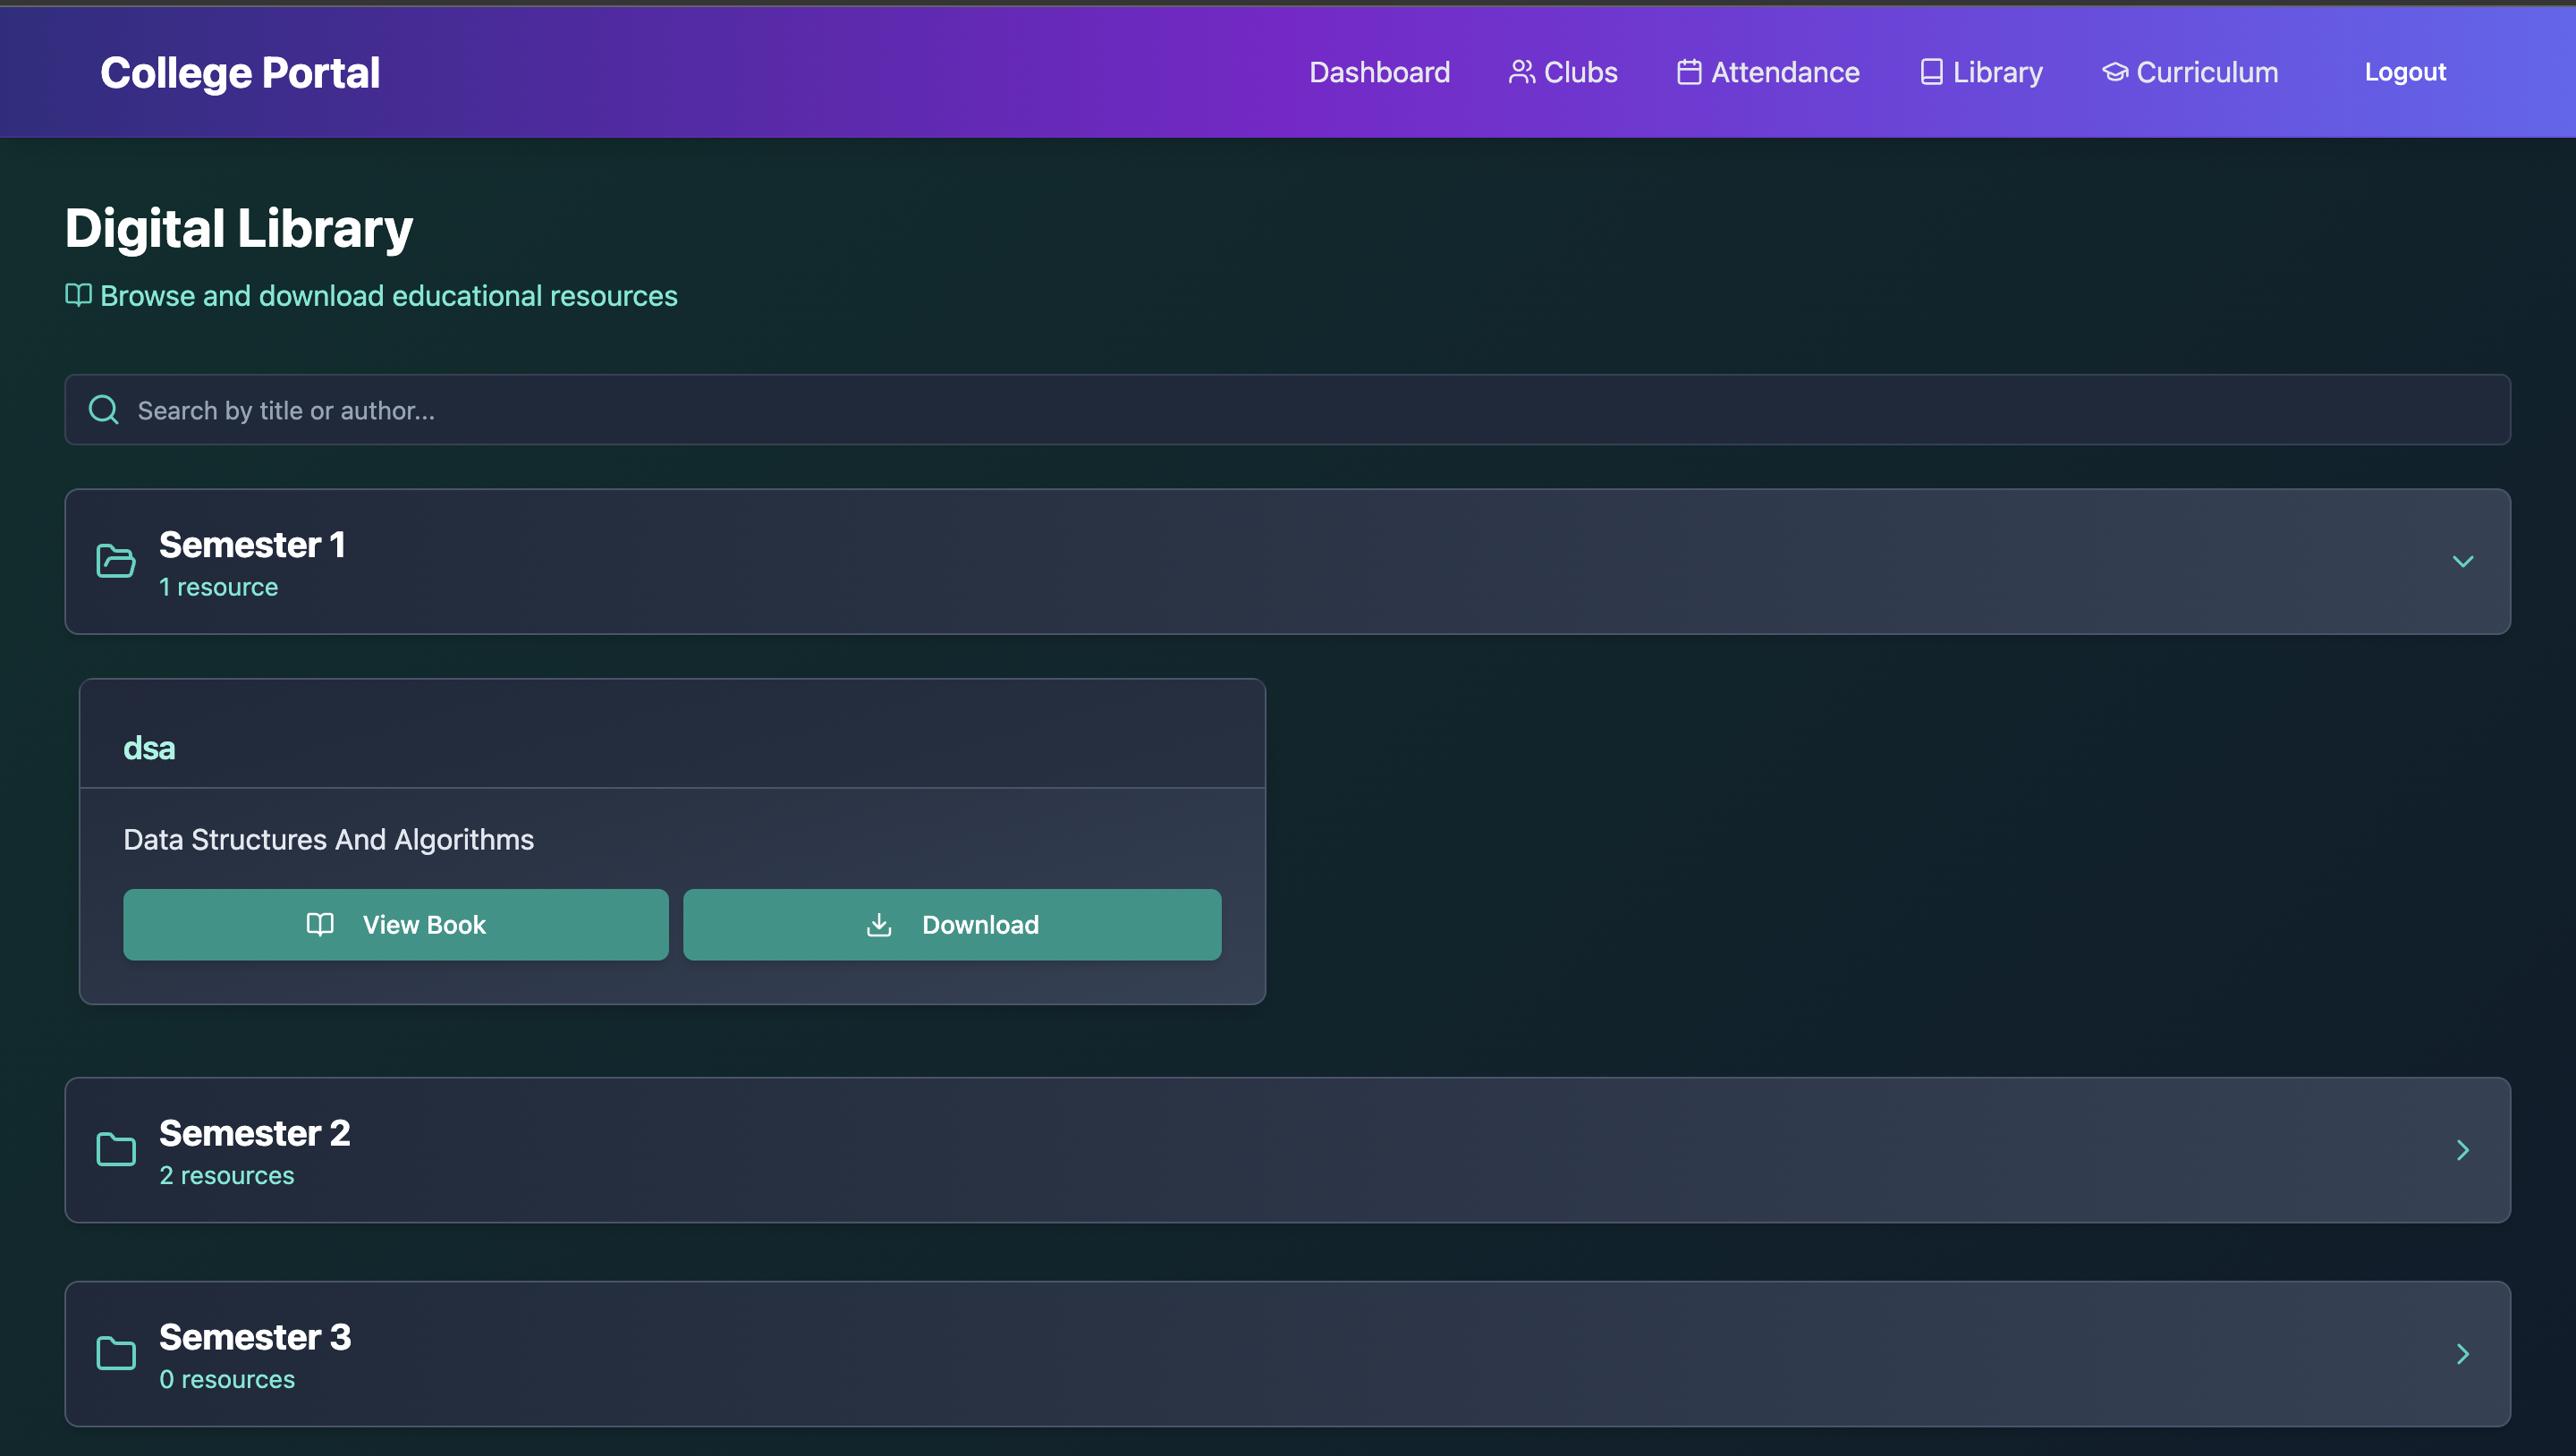 College Portal
Dashboard Clubs Attendance Library Curriculum Logout
Digital Library
Browse and download educational resources
Search by title or author...
Semester 1
1 resource
dsa
Data Structures And Algorithms
View Book Download
Semester 2
2 resources
Semester 3
0 resources